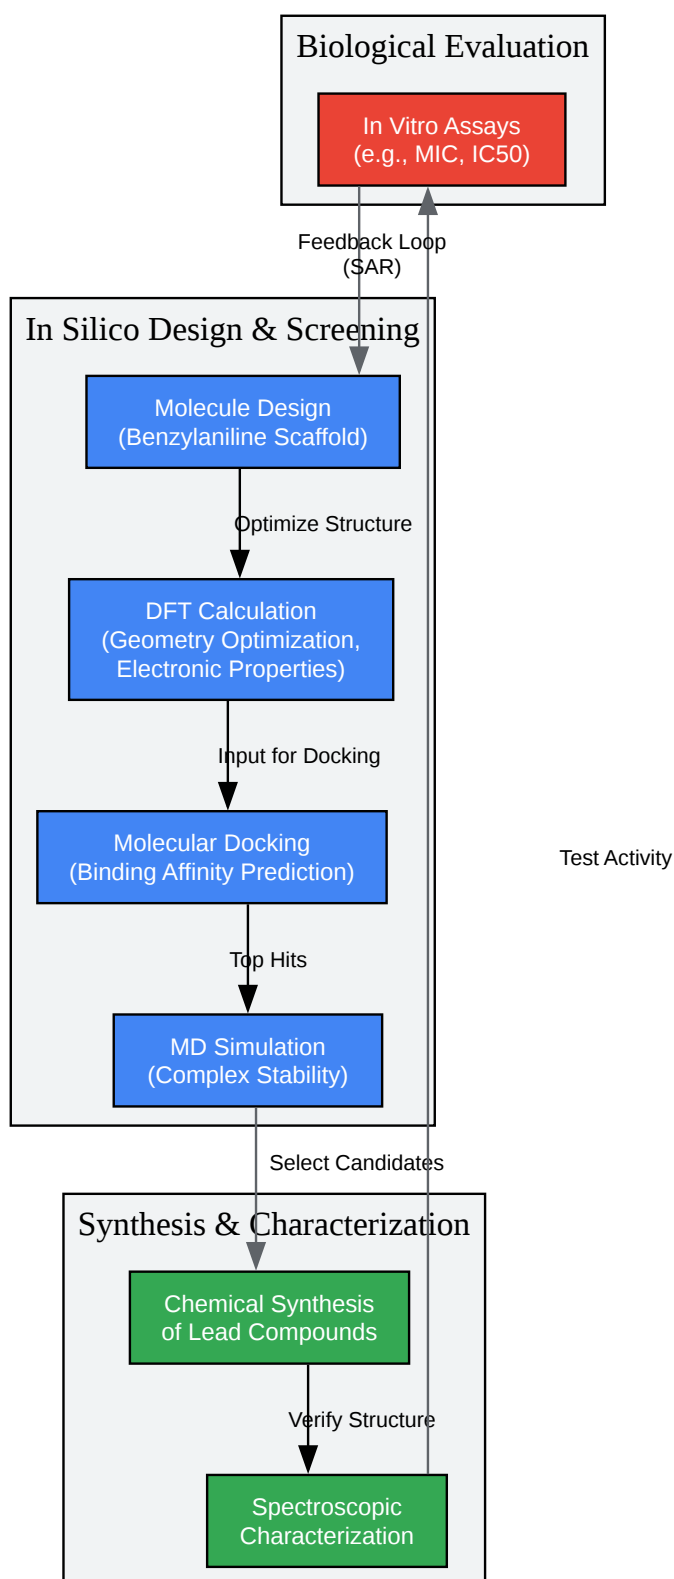 Biological Evaluation
In Vitro Assays
(e.g., MIC, IC50)
Feedback Loop
(SAR)
In Silico Design & Screening
Molecule Design
(Benzylaniline Scaffold)
Optimize Structure
DFT Calculation
(Geometry Optimization,
Electronic Properties)
Input for Docking
Molecular Docking
(Binding Affinity Prediction)
Test Activity
Top Hits
MD Simulation
(Complex Stability)
Select Candidates
Synthesis & Characterization
Chemical Synthesis
of Lead Compounds
Verify Structure
Spectroscopic
Characterization